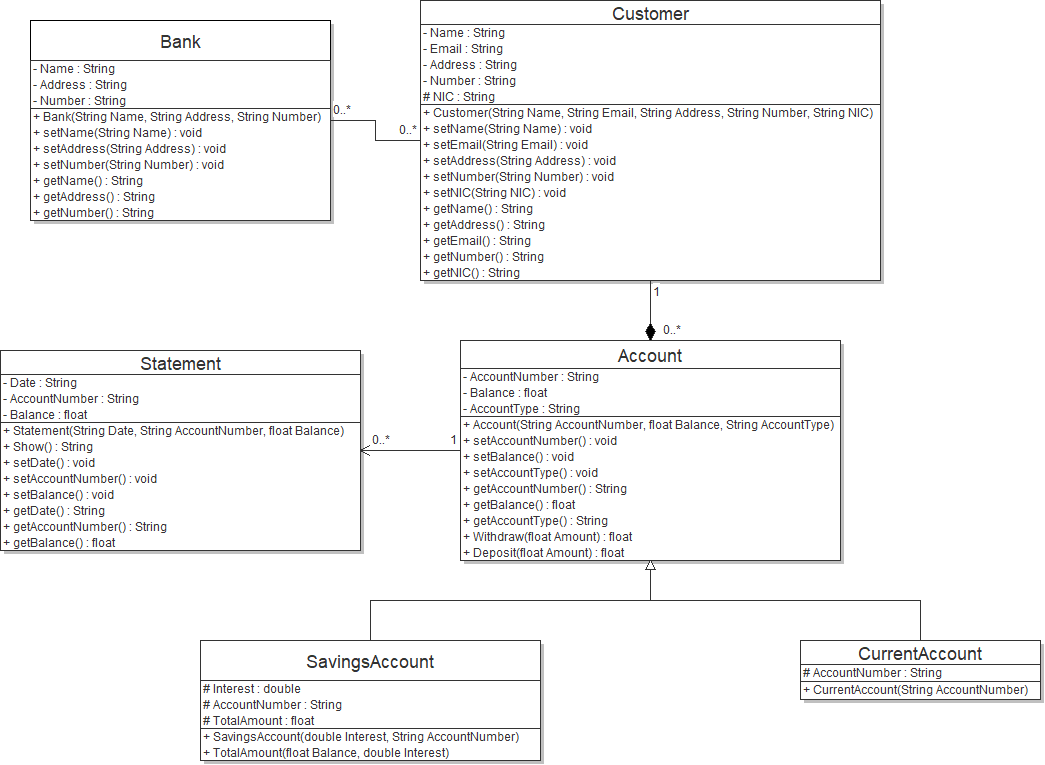 Bank
- Name : String
- Address : String
- Number : String
+ Bank(String Name, String Address, String Number)
+ setName(String Name) : void
+ setAddress(String Address) : void
+ setNumber(String Number) : void
+ getName() : String
+ getAddress() : String
+ getNumber() : String
0..*
0..*
Customer
- Name : String
- Email : String
- Address : String
- Number : String
# NIC : String
+ Customer(String Name, String Email, String Address, String Number, String NIC)
+ setName(String Name) : void
+ setEmail(String Email) : void
+ setAddress(String Address) : void
+ setNumber(String Number) : void
+ setNIC(String NIC) : void
+ getName() : String
+ getAddress() : String
+ getEmail() : String
+ getNumber() : String
+ getNIC() : String
1
0..*
Statement
- Date : String
- AccountNumber : String
- Balance : float
+ Statement(String Date, String AccountNumber, float Balance)
+ Show() : String
+ setDate() : void
+ setAccountNumber() : void
+ setBalance() : void
+ getDate() : String
+ getAccountNumber() : String
+ getBalance() : float
0..*
1
Account
- AccountNumber : String
- Balance : float
- AccountType : String
+ Account(String AccountNumber, float Balance, String AccountType)
+ setAccountNumber() : void
+ setBalance() : void
+ setAccountType() : void
+ getAccountNumber() : String
+ getBalance() : float
+ getAccountType() : String
+ Withdraw(float Amount) : float
+ Deposit(float Amount) : float
SavingsAccount
# Interest : double
# AccountNumber : String
# TotalAmount : float
+ SavingsAccount(double Interest, String AccountNumber)
+ TotalAmount(float Balance, double Interest)
CurrentAccount
# AccountNumber : String
+ CurrentAccount(String AccountNumber)